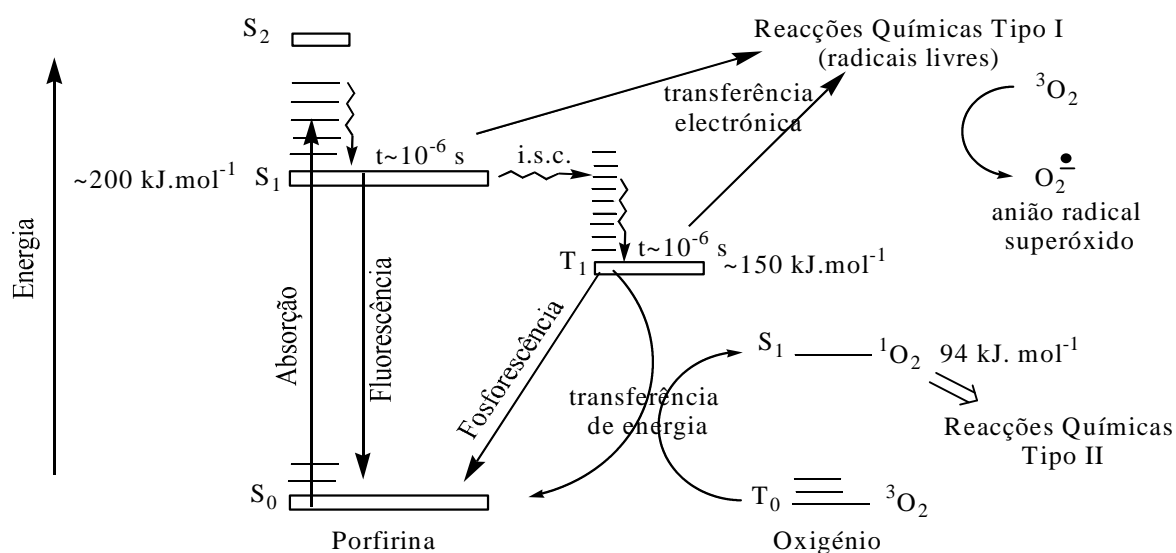 S₂
Reacções Químicas Tipo I
(radicais livres)
transferência
electrónica
³O₂
O₂•−
anião radical
superóxido
Energia
~200 kJ.mol⁻¹
S₁
t~10⁻⁶ s
i.s.c.
T₁
t~10⁻⁶ s
~150 kJ.mol⁻¹
Absorção
Fluorescência
Fosforescência
transferência
de energia
S₁
¹O₂
94 kJ. mol⁻¹
Reacções Químicas
Tipo II
S₀
T₀
³O₂
Porfirina
Oxigénio